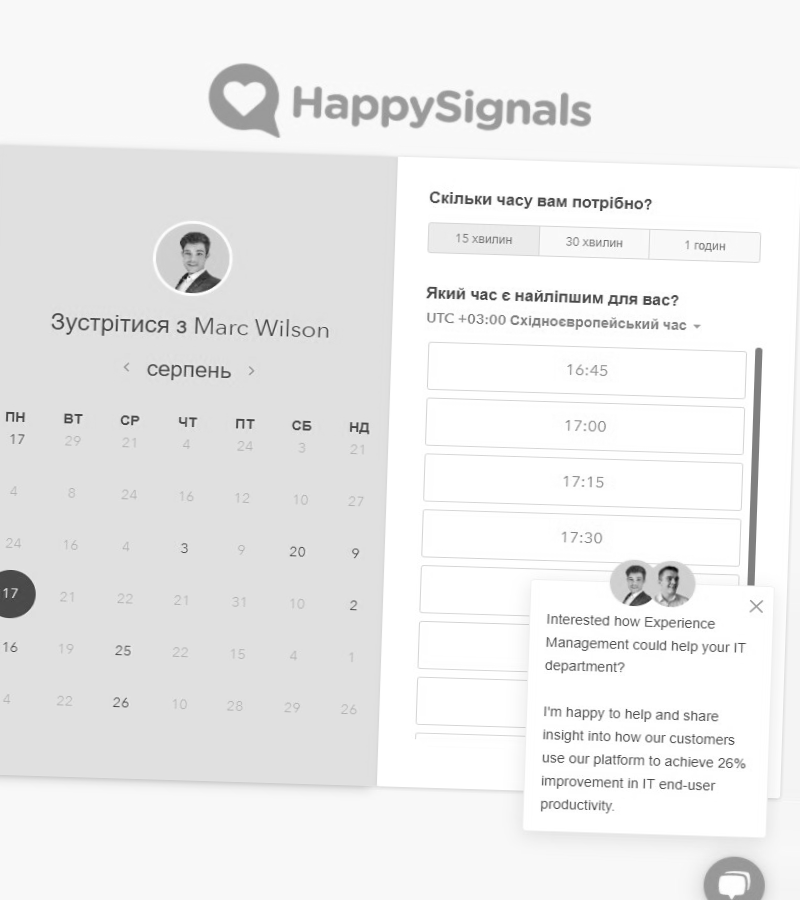 HappySignals
Зустрітися з Marc Wilson
серпень
ПН ВТ СР ЧТ ПТ СБ НД
17 29 21 4 24 3 21
4 8 24 16 12 10 27
24 16 4 3 9 20 9
17 21 22 21 31 10 2
16 19 25 22 15 4 1
4 22 26 10 28 29 26
Скільки часу вам потрібно?
15 хвилин 30 хвилин 1 годин
Який час є найліпшим для вас?
UTC +03:00 Східноєвропейський час
16:45
17:00
17:15
17:30
Interested how Experience
Management could help your IT
department?
I'm happy to help and share
insight into how our customers
use our platform to achieve 26%
improvement in IT end-user
productivity.